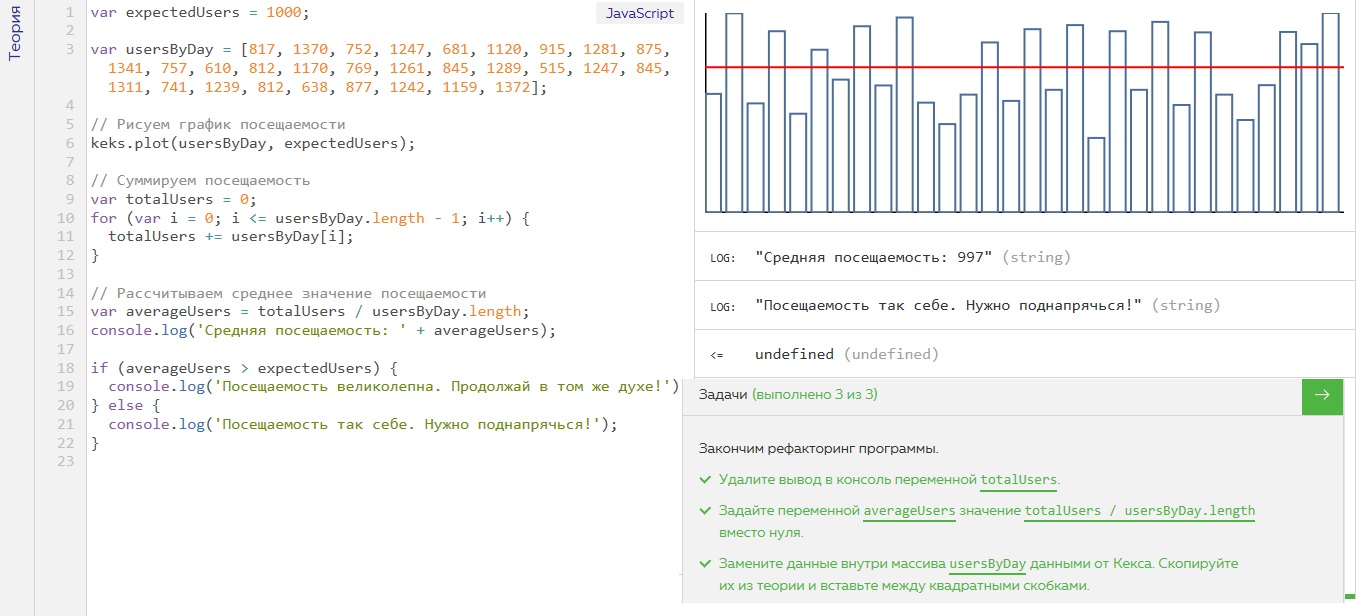 Теория
JavaScript
1 var expectedUsers = 1000;
2
3 var usersByDay = [817, 1370, 752, 1247, 681, 1120, 915, 1281, 875,
1341, 757, 610, 812, 1170, 769, 1261, 845, 1289, 515, 1247, 845,
1311, 741, 1239, 812, 638, 877, 1242, 1159, 1372];
4
5 // Рисуем график посещаемости
6 keks.plot(usersByDay, expectedUsers);
7
8 // Суммируем посещаемость
9 var totalUsers = 0;
10 for (var i = 0; i <= usersByDay.length - 1; i++) {
11 totalUsers += usersByDay[i];
12 }
13
14 // Рассчитываем среднее значение посещаемости
15 var averageUsers = totalUsers / usersByDay.length;
16 console.log('Средняя посещаемость: ' + averageUsers);
17
18 if (averageUsers > expectedUsers) {
19 console.log('Посещаемость великолепна. Продолжай в том же духе!')
20 } else {
21 console.log('Посещаемость так себе. Нужно поднапрячься!');
22 }
23
LOG: "Средняя посещаемость: 997" (string)
LOG: "Посещаемость так себе. Нужно поднапрячься!" (string)
<= undefined (undefined)
Задачи (выполнено 3 из 3)
Закончим рефакторинг программы.
Удалите вывод в консоль переменной totalUsers.
Задайте переменной averageUsers значение totalUsers / usersByDay.length
вместо нуля.
Замените данные внутри массива usersByDay данными от Кекса. Скопируйте
их из теории и вставьте между квадратными скобками.